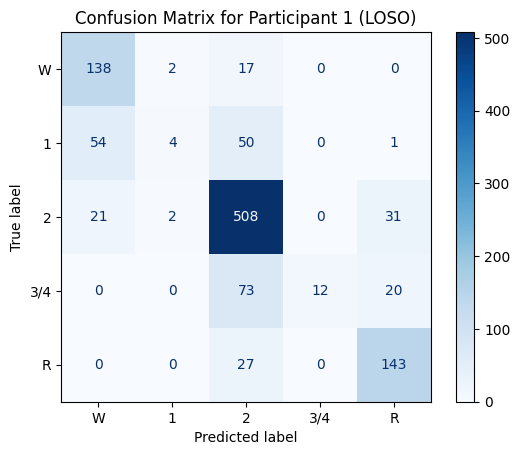 Confusion Matrix for Participant 1 (LOSO)
True label
W 138 2 17 0 0
1 54 4 50 0 1
2 21 2 508 0 31
3/4 0 0 73 12 20
R 0 0 27 0 143
W 1 2 3/4 R
Predicted label
500
400
300
200
100
0